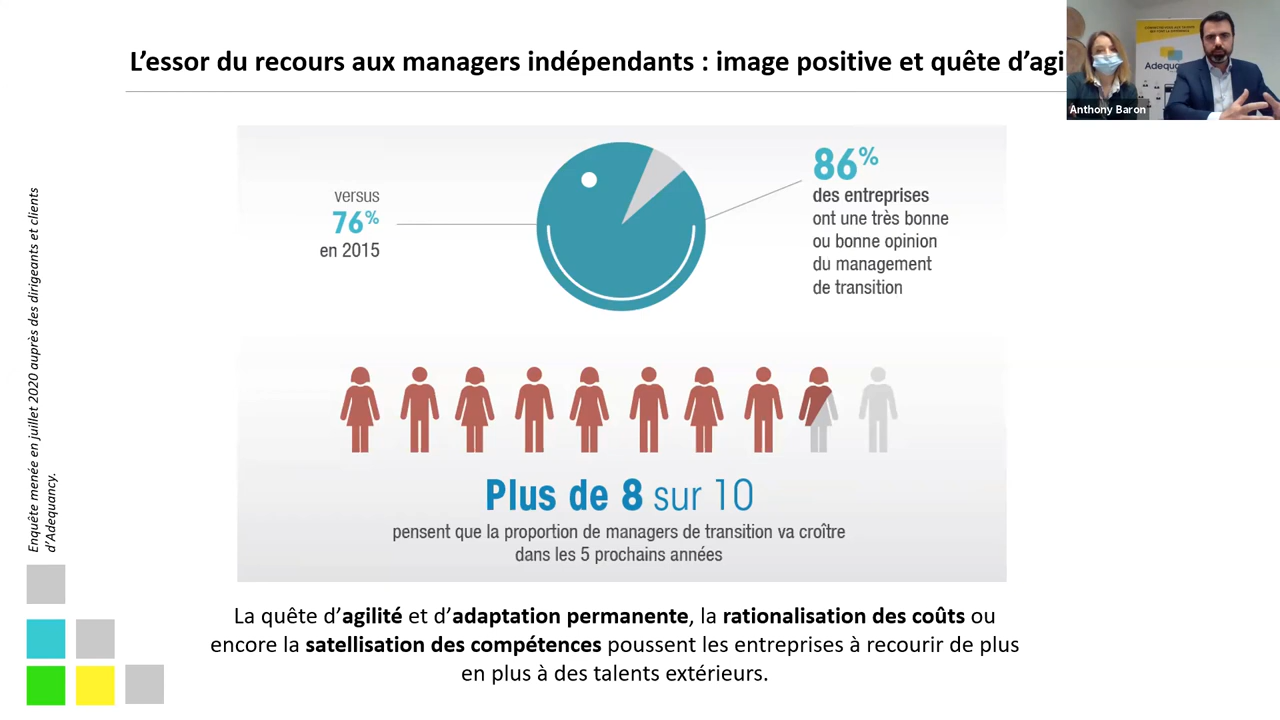 L'essor du recours aux managers indépendants : image positive et quête d'agi
Anthony Baron
Adequa
versus
76%
en 2015
86%
des entreprises
ont une très bonne
ou bonne opinion
du management
de transition
Plus de 8 sur 10
pensent que la proportion de managers de transition va croître
dans les 5 prochains années
Enquête menée en juillet 2020 auprès des dirigeants et clients
d'Adequancy.
La quête d'agilité et d'adaptation permanente, la rationalisation des coûts ou
encore la satellisation des compétences poussent les entreprises à recourir de plus
en plus à des talents extérieurs.